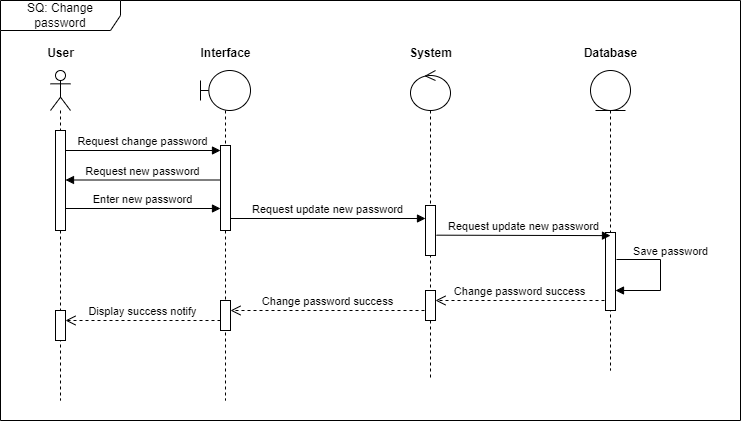 SQ: Change
password
User
Interface
System
Database
Request change password
Request new password
Enter new password
Request update new password
Request update new password
Save password
Change password success
Change password success
Display success notify